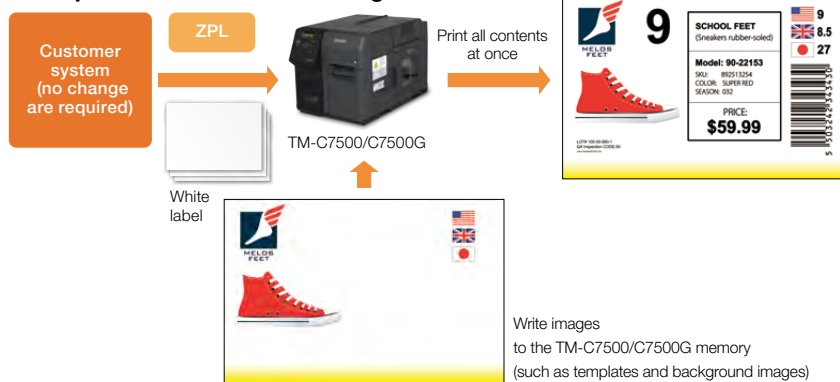 Customer
system
(no change
are required)
ZPL
White
label
TM-C7500/C7500G
Print all contents
at once
MELOS
FEET
9
SCHOOL FEET
(Sneakers rubber-soled)
Model: 90-22153
SKU: 892513254
COLOR: SUPER RED
SEASON: 032
PRICE:
$59.99
9
8.5
27
MELOS
FEET
Write images
to the TM-C7500/C7500G memory
(such as templates and background images)